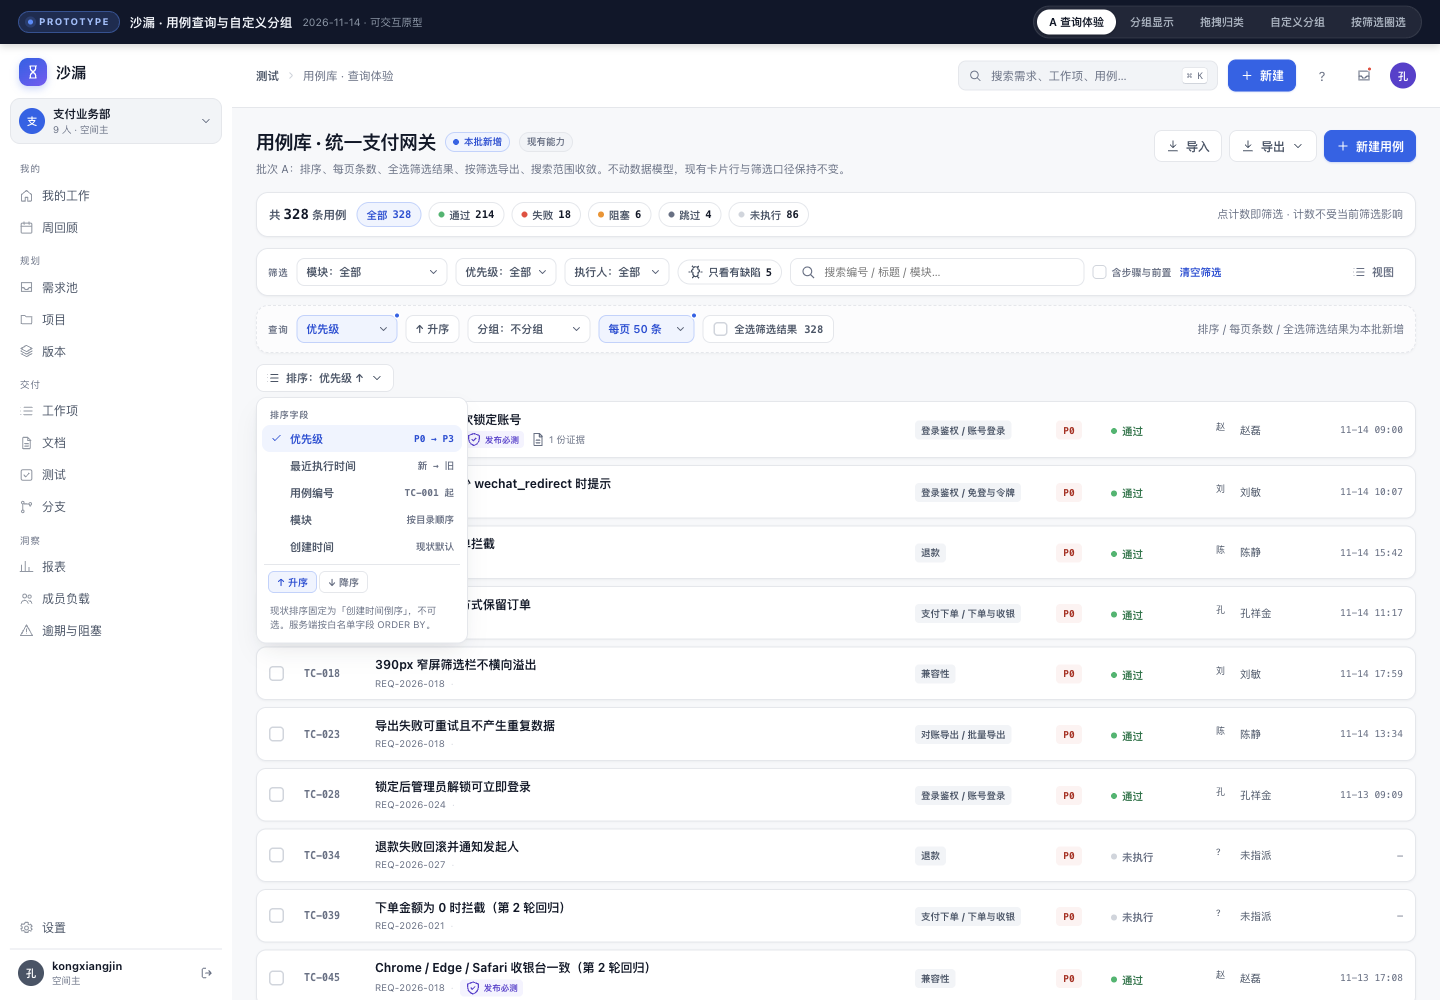 PROTOTYPE 沙漏 · 用例查询与自定义分组 2026-11-14 · 可交互原型 A 查询体验 分组显示 拖拽归类 自定义分组 按筛选圈选
沙漏
支 支付业务部
9 人 · 空间主
我的
我的工作
周回顾
规划
需求池
项目
版本
交付
工作项
文档
测试
分支
洞察
报表
成员负载
逾期与阻塞
设置
孔 kongxiangjin
空间主
测试 用例库 · 查询体验 搜索需求、工作项、用例... ⌘ K 新建 ? 孔
用例库 · 统一支付网关 本批新增 现有能力 导入 导出 新建用例
批次 A：排序、每页条数、全选筛选结果、按筛选导出、搜索范围收敛。不动数据模型，现有卡片行与筛选口径保持不变。
共 328 条用例 全部 328 通过 214 失败 18 阻塞 6 跳过 4 未执行 86 点计数即筛选 · 计数不受当前筛选影响
筛选 模块：全部 优先级：全部 执行人：全部 只看有缺陷 5 搜索编号 / 标题 / 模块... 含步骤与前置 清空筛选 视图
查询 优先级 ↑ 升序 分组：不分组 每页 50 条 全选筛选结果 328 排序 / 每页条数 / 全选筛选结果为本批新增
排序：优先级 ↑
排序字段
优先级 P0 → P3
最近执行时间 新 → 旧
用例编号 TC-001 起
模块 按目录顺序
创建时间 现状默认
↑ 升序 ↓ 降序
现状排序固定为「创建时间倒序」，不可
选。服务端按白名单字段 ORDER BY。
次锁定账号 登录鉴权 / 账号登录 P0 通过 赵 赵磊 11-14 09:00
发布必测 1 份证据
wechat_redirect 时提示 登录鉴权 / 免登与令牌 P0 通过 刘 刘敏 11-14 10:07
拦截 退款 P0 通过 陈 陈静 11-14 15:42
式保留订单 支付下单 / 下单与收银 P0 通过 孔 孔祥金 11-14 11:17
TC-018 390px 窄屏筛选栏不横向溢出 兼容性 P0 通过 刘 刘敏 11-14 17:59
REQ-2026-018
TC-023 导出失败可重试且不产生重复数据 对账导出 / 批量导出 P0 通过 陈 陈静 11-14 13:34
REQ-2026-018
TC-028 锁定后管理员解锁可立即登录 登录鉴权 / 账号登录 P0 通过 孔 孔祥金 11-13 09:09
REQ-2026-024
TC-034 退款失败回滚并通知发起人 退款 P0 未执行 ? 未指派 —
REQ-2026-027
TC-039 下单金额为 0 时拦截（第 2 轮回归） 支付下单 / 下单与收银 P0 未执行 ? 未指派 —
REQ-2026-021
TC-045 Chrome / Edge / Safari 收银台一致（第 2 轮回归） 兼容性 P0 通过 赵 赵磊 11-13 17:08
REQ-2026-018 发布必测